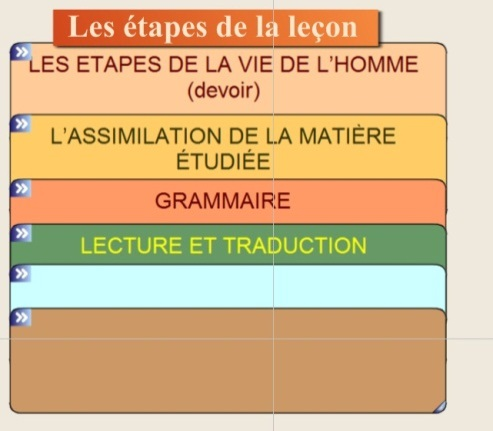 Les étapes de la leçon
LES ETAPES DE LA VIE DE L'HOMME
(devoir)
L'ASSIMILATION DE LA MATIÈRE
ÉTUDIÉE
GRAMMAIRE
LECTURE ET TRADUCTION